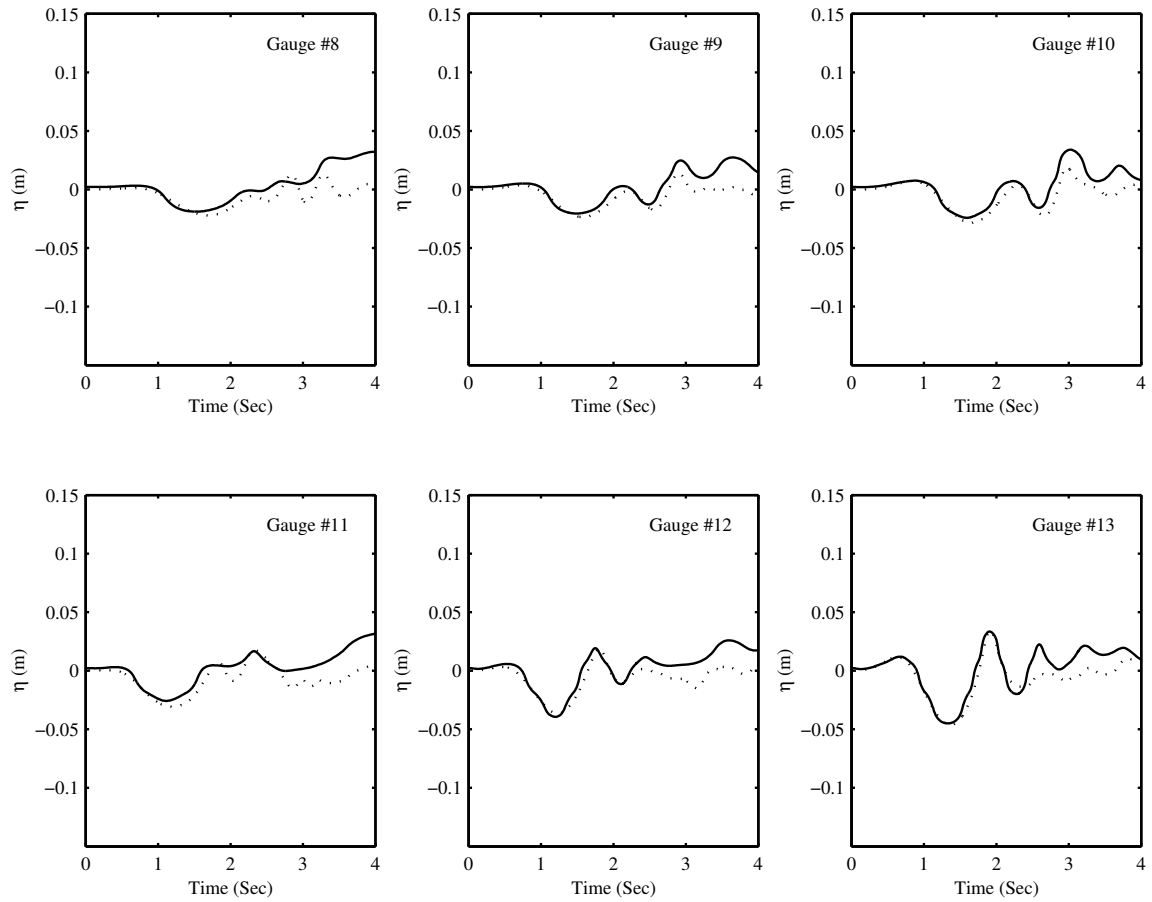 0.15 0.15 0.15
Gauge #8 Gauge #9 Gauge #10
0.1 0.1 0.1
0.05 0.05 0.05
0 0 0
−0.05 −0.05 −0.05
−0.1 −0.1 −0.1
η (m) η (m) η (m)
0 1 2 3 4 0 1 2 3 4 0 1 2 3 4
Time (Sec) Time (Sec) Time (Sec)
0.15 0.15 0.15
Gauge #11 Gauge #12 Gauge #13
0.1 0.1 0.1
0.05 0.05 0.05
0 0 0
−0.05 −0.05 −0.05
−0.1 −0.1 −0.1
η (m) η (m) η (m)
0 1 2 3 4 0 1 2 3 4 0 1 2 3 4
Time (Sec) Time (Sec) Time (Sec)